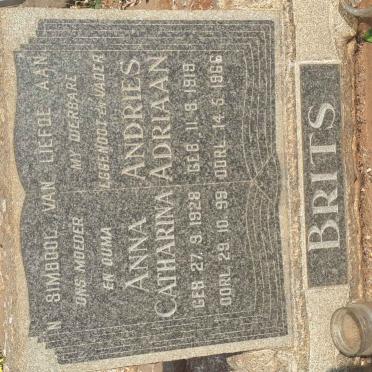 'N SIMBOOL VAN LIEFDE AAN
ONS MOEDER
EN OUMA
ANNA
CATHARINA
GEB. 27. 9. 1928
OORL. 29. 10. 99
MY DIERBARE
EGGENOOT EN VADER
ANDRIES
ADRIAAN
GEB. 11. 8. 1919
OORL. 14. 5. 1966
BRITS